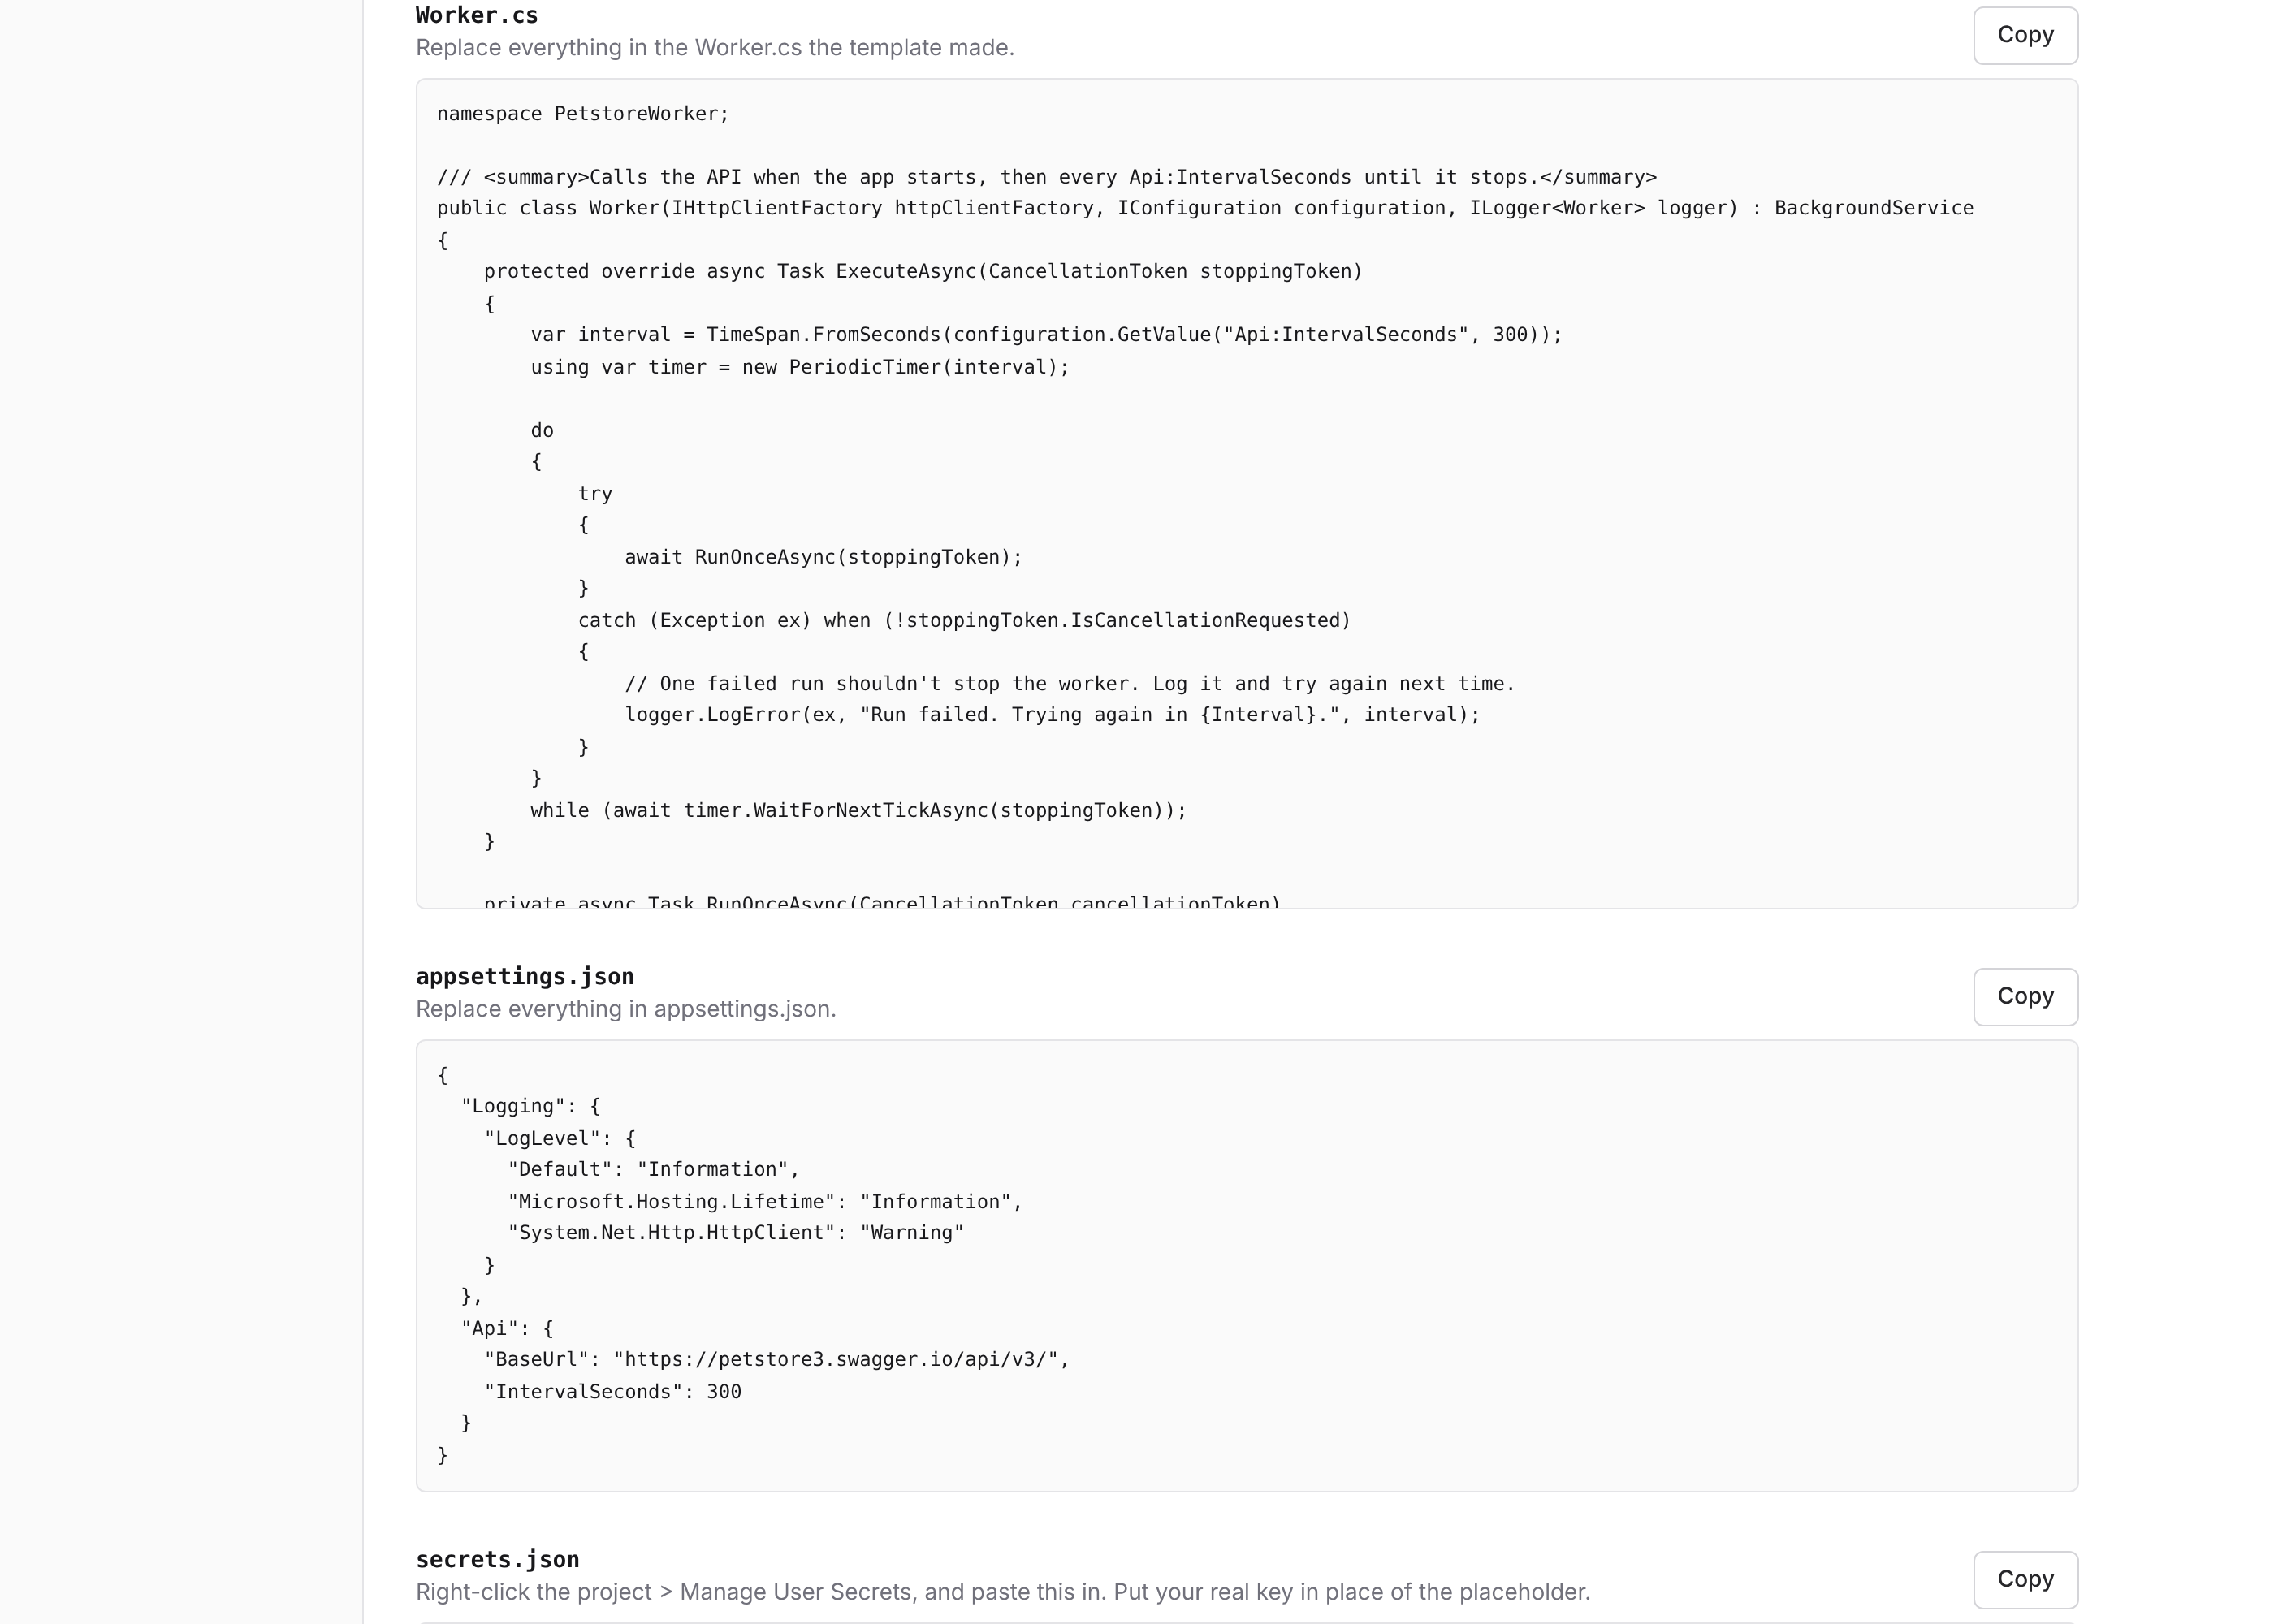 Worker.cs
Copy
Replace everything in the Worker.cs the template made.
namespace PetstoreWorker;
/// <summary>Calls the API when the app starts, then every Api:IntervalSeconds until it stops.</summary>
public class Worker(IHttpClientFactory httpClientFactory, IConfiguration configuration, ILogger<Worker> logger) : BackgroundService
{
    protected override async Task ExecuteAsync(CancellationToken stoppingToken)
    {
        var interval = TimeSpan.FromSeconds(configuration.GetValue("Api:IntervalSeconds", 300));
        using var timer = new PeriodicTimer(interval);
        do
        {
            try
            {
                await RunOnceAsync(stoppingToken);
            }
            catch (Exception ex) when (!stoppingToken.IsCancellationRequested)
            {
                // One failed run shouldn't stop the worker. Log it and try again next time.
                logger.LogError(ex, "Run failed. Trying again in {Interval}.", interval);
            }
        }
        while (await timer.WaitForNextTickAsync(stoppingToken));
    }
    private async Task RunOnceAsync(CancellationToken cancellationToken)
appsettings.json
Copy
Replace everything in appsettings.json.
{
  "Logging": {
    "LogLevel": {
      "Default": "Information",
      "Microsoft.Hosting.Lifetime": "Information",
      "System.Net.Http.HttpClient": "Warning"
    }
  },
  "Api": {
    "BaseUrl": "https://petstore3.swagger.io/api/v3/",
    "IntervalSeconds": 300
  }
}
secrets.json
Copy
Right-click the project > Manage User Secrets, and paste this in. Put your real key in place of the placeholder.